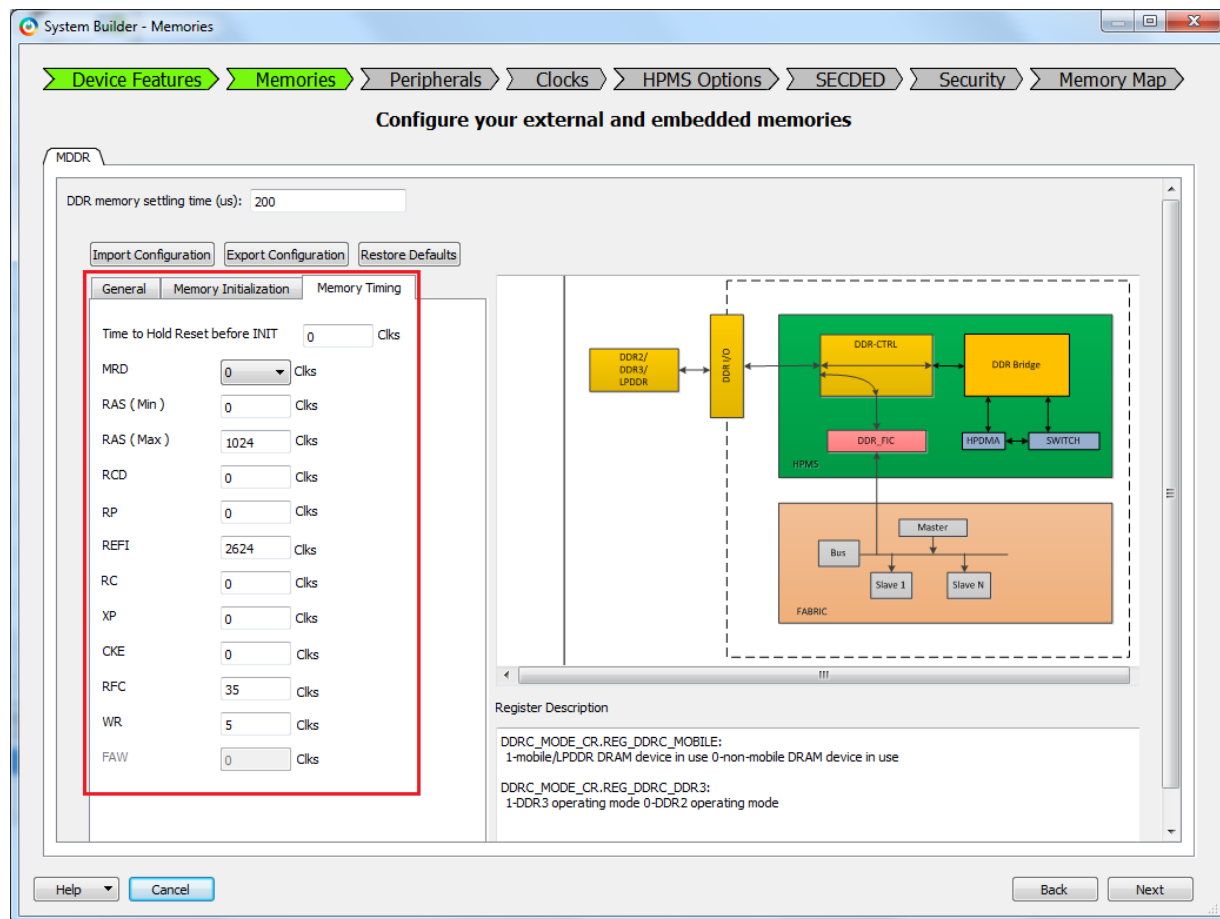 System Builder - Memories
Device Features Memories Peripherals Clocks HPMS Options SECDED Security Memory Map
Configure your external and embedded memories
MDDR
DDR memory settling time (us): 200
Import Configuration Export Configuration Restore Defaults
General Memory Initialization Memory Timing
Time to Hold Reset before INIT 0 Clks
MRD 0 Clks
RAS ( Min ) 0 Clks
RAS ( Max ) 1024 Clks
RCD 0 Clks
RP 0 Clks
REFI 2624 Clks
RC 0 Clks
XP 0 Clks
CKE 0 Clks
RFC 35 Clks
WR 5 Clks
FAW 0 Clks
DDR2/
DDR3/
LPDDR
DDR I/O
DDR-CTRL
DDR Bridge
DDR_FIC
HPDMA
SWITCH
HPMS
Master
Bus
Slave 1
Slave N
FABRIC
Register Description
DDRC_MODE_CR.REG_DDRC_MOBILE:
1-mobile/LPDDR DRAM device in use 0-non-mobile DRAM device in use
DDRC_MODE_CR.REG_DDRC_DDR3:
1-DDR3 operating mode 0-DDR2 operating mode
Help Cancel Back Next